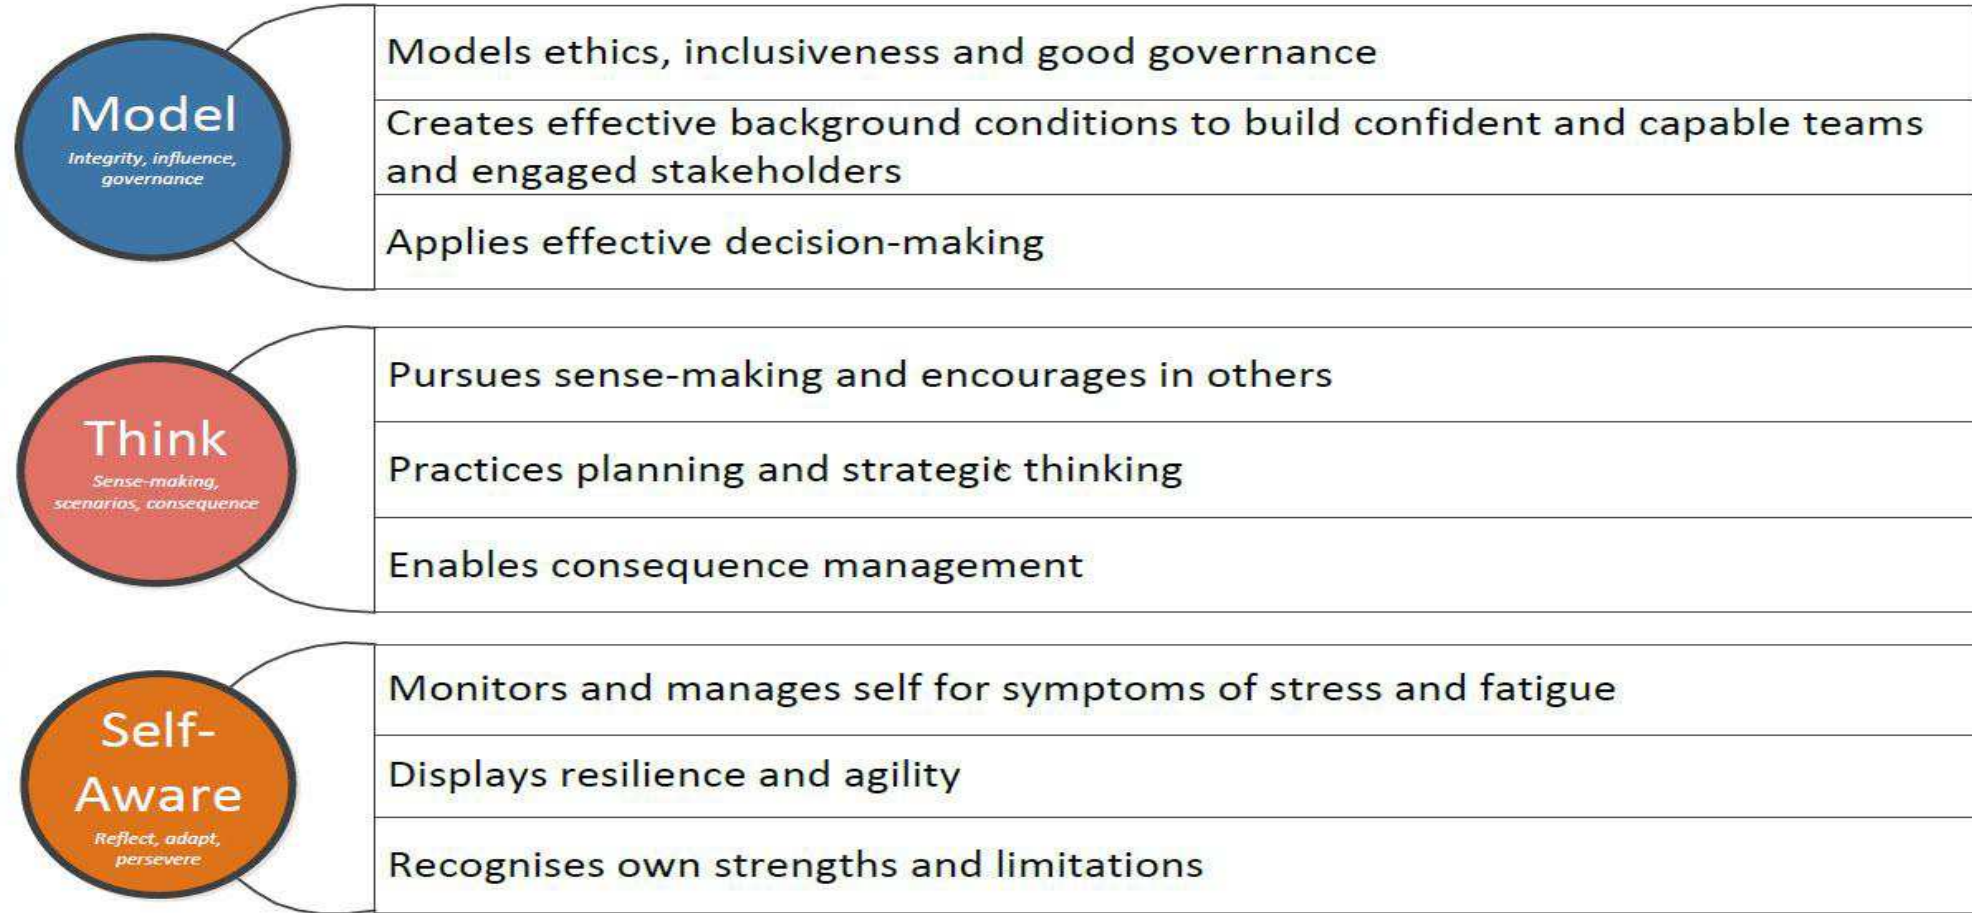 Model
Integrity, influence,
governance
Models ethics, inclusiveness and good governance
Creates effective background conditions to build confident and capable teams
and engaged stakeholders
Applies effective decision-making
Think
Sense-making,
scenarios, consequence
Pursues sense-making and encourages in others
Practices planning and strategic thinking
Enables consequence management
Self-
Aware
Reflect, adapt,
persevere
Monitors and manages self for symptoms of stress and fatigue
Displays resilience and agility
Recognises own strengths and limitations